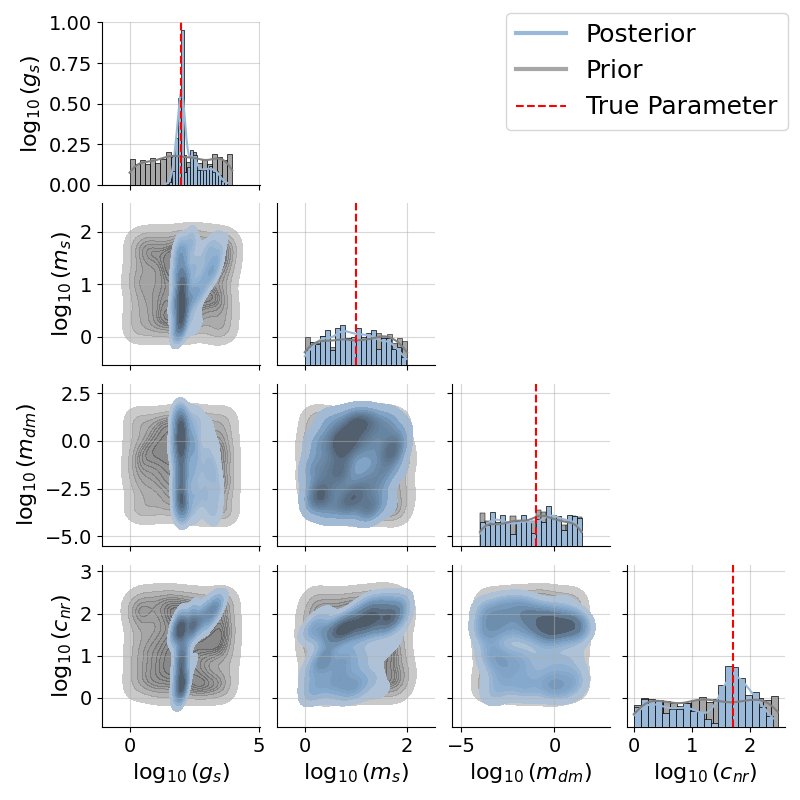 Posterior
Prior
True Parameter
log₁₀(g_s)
1.00
0.75
0.50
0.25
0.00
log₁₀(m_s)
2
1
0
log₁₀(m_dm)
2.5
0.0
−2.5
−5.0
log₁₀(c_nr)
3
2
1
0
0 5
0 2
−5 0
0 1 2
log₁₀(g_s) log₁₀(m_s) log₁₀(m_dm) log₁₀(c_nr)